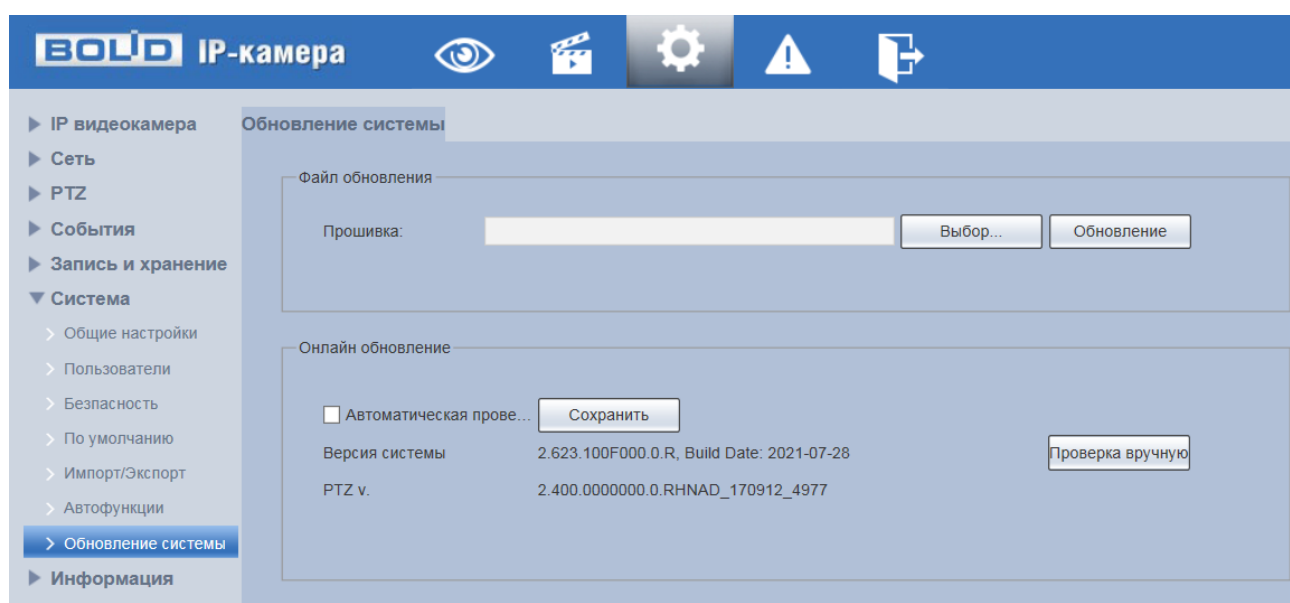 BOLID IP-камера
IP видеокамера
Сеть
PTZ
События
Запись и хранение
Система
Общие настройки
Пользователи
Безпасность
По умолчанию
Импорт/Экспорт
Автофункции
Обновление системы
Информация
Обновление системы
Файл обновления
Прошивка: Выбор... Обновление
Онлайн обновление
Автоматическая прове... Сохранить
Версия системы 2.623.100F000.0.R, Build Date: 2021-07-28 Проверка вручную
PTZ v. 2.400.0000000.0.RHNAD_170912_4977